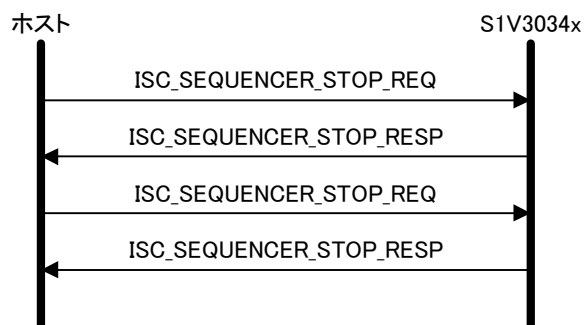 ホスト
S1V3034x
ISC_SEQUENCER_STOP_REQ
ISC_SEQUENCER_STOP_RESP
ISC_SEQUENCER_STOP_REQ
ISC_SEQUENCER_STOP_RESP